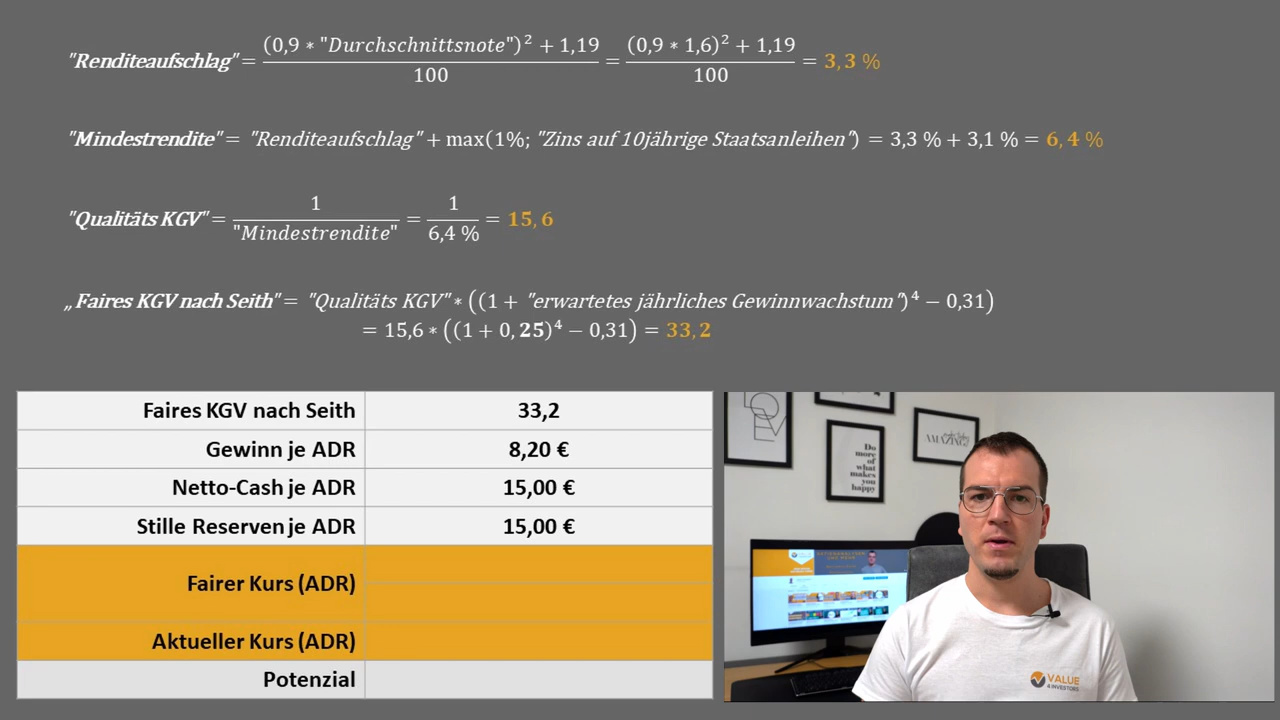 "Renditeaufschlag" = (0,9 * "Durchschnittsnote")² + 1,19 / 100 = (0,9 * 1,6)² + 1,19 / 100 = 3,3 %
"Mindestrendite" = "Renditeaufschlag" + max(1%; "Zins auf 10jährige Staatsanleihen") = 3,3 % + 3,1 % = 6,4 %
"Qualitäts KGV" = 1 / "Mindestrendite" = 1 / 6,4 % = 15,6
„Faires KGV nach Seith" = "Qualitäts KGV" * ((1 + "erwartetes jährliches Gewinnwachstum")⁴ − 0,31)
= 15,6 * ((1 + 0,25)⁴ − 0,31) = 33,2
Faires KGV nach Seith 33,2
Gewinn je ADR 8,20 €
Netto-Cash je ADR 15,00 €
Stille Reserven je ADR 15,00 €
Fairer Kurs (ADR)
Aktueller Kurs (ADR)
Potenzial
Do
more
of
what
makes
you
happy
AMAZING
VALUE
4 INVESTORS